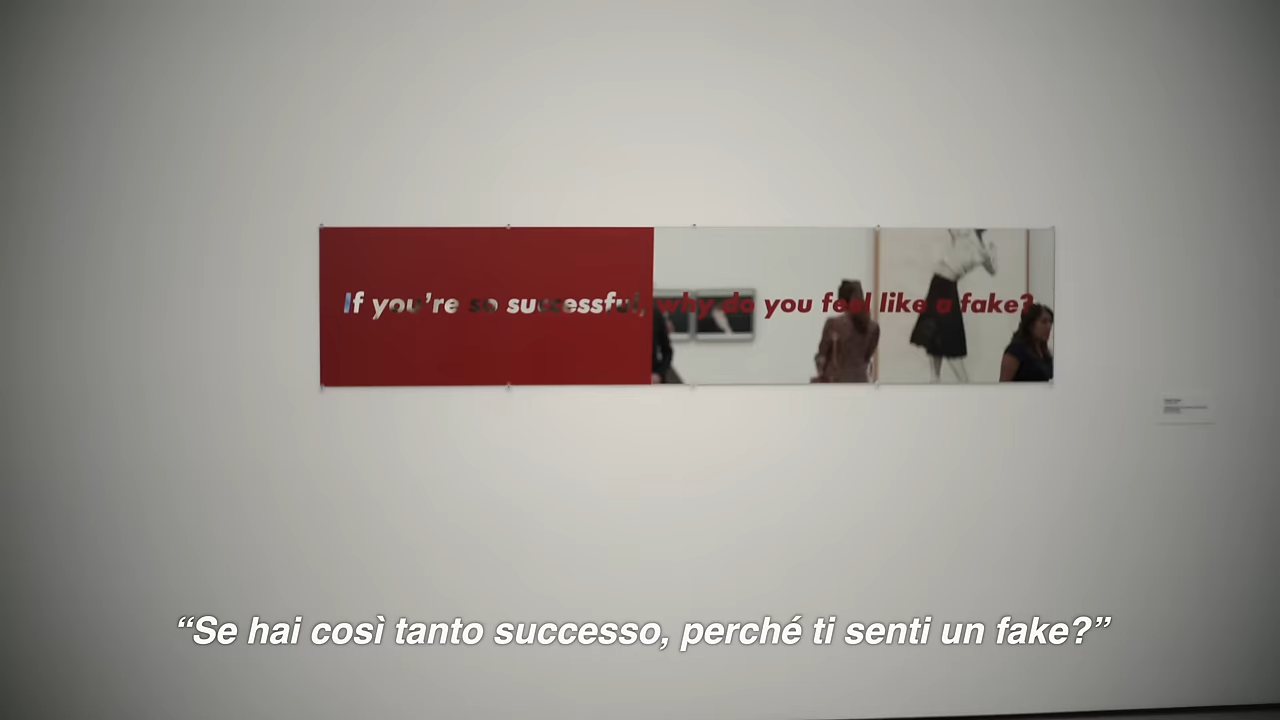 If you're so successful, why do you feel like a fake?
“Se hai così tanto successo, perché ti senti un fake?”